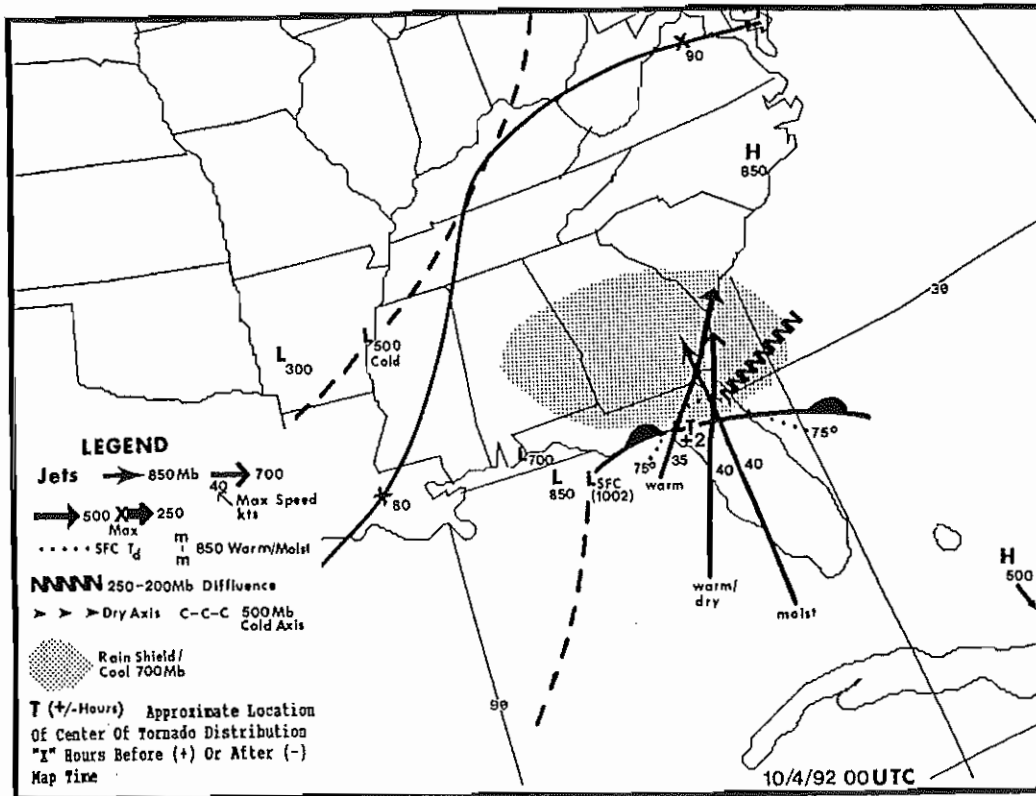 X
90
H
850
30
L
300
L
500
Cold
NNNNNN
75°
T
±2
75°
35
40
40
L
700
L
850
L
SFC
(1002)
warm
warm/
dry
moist
H
500
X
80
90
LEGEND
Jets
850Mb
700
40
Max Speed
kts
500
X
250
Max
SFC Td
m
m
850 Warm/Moist
NNNNN 250-200Mb Diffluence
> > > Dry Axis
C-C-C 500Mb
Cold Axis
Rain Shield/
Cool 700Mb
T (+/-Hours) Approximate Location
Of Center Of Tornado Distribution
"X" Hours Before (+) Or After (-)
Map Time
10/4/92 00UTC